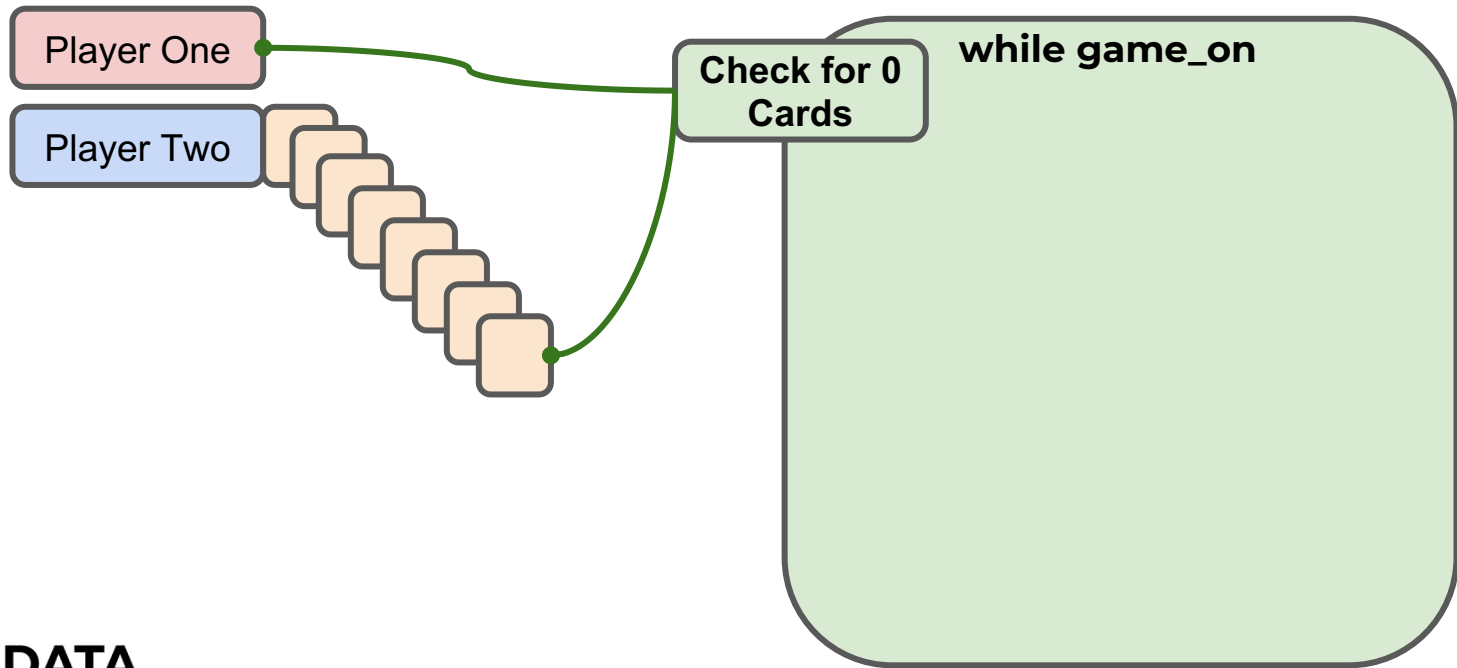 Player One
Player Two
Check for 0
Cards
while game_on
DATA